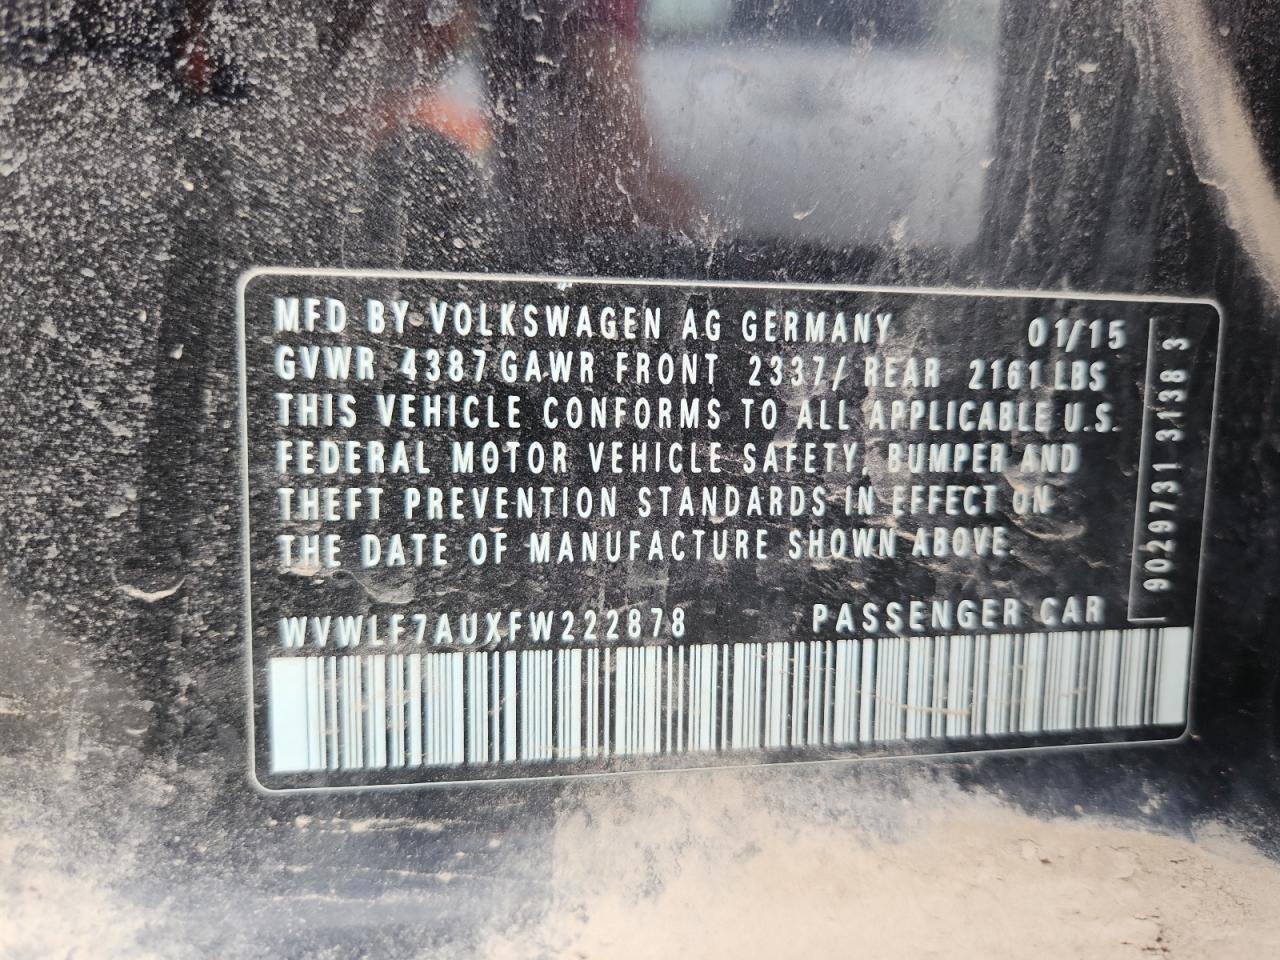 MFD BY VOLKSWAGEN AG GERMANY 01/15
GVWR 4387 GAWR FRONT 2337/ REAR 2161 LBS
THIS VEHICLE CONFORMS TO ALL APPLICABLE U.S.
FEDERAL MOTOR VEHICLE SAFETY, BUMPER AND
THEFT PREVENTION STANDARDS IN EFFECT ON
THE DATE OF MANUFACTURE SHOWN ABOVE.
WVWLF7AUXFW222878 PASSENGER CAR
9029731 3138 3